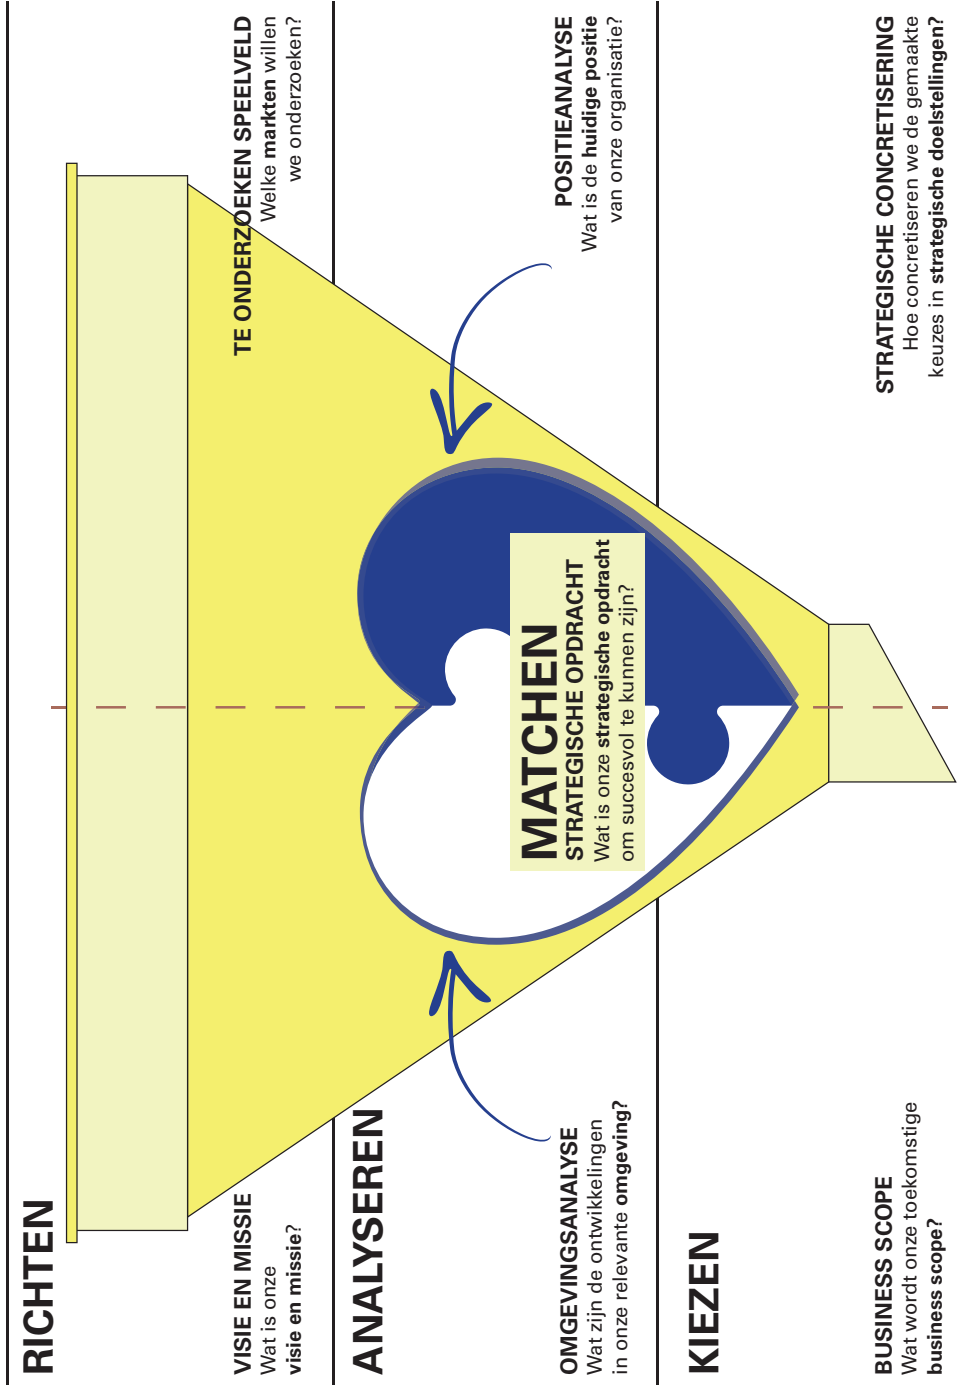 RICHTEN
VISIE EN MISSIE
Wat is onze
visie en missie?
TE ONDERZOEKEN SPEELVELD
Welke markten willen
we onderzoeken?
ANALYSEREN
OMGEVINGSANALYSE
Wat zijn de ontwikkelingen
in onze relevante omgeving?
POSITIEANALYSE
Wat is de huidige positie
van onze organisatie?
MATCHEN
STRATEGISCHE OPDRACHT
Wat is onze strategische opdracht
om succesvol te kunnen zijn?
KIEZEN
BUSINESS SCOPE
Wat wordt onze toekomstige
business scope?
STRATEGISCHE CONCRETISERING
Hoe concretiseren we de gemaakte
keuzes in strategische doelstellingen?